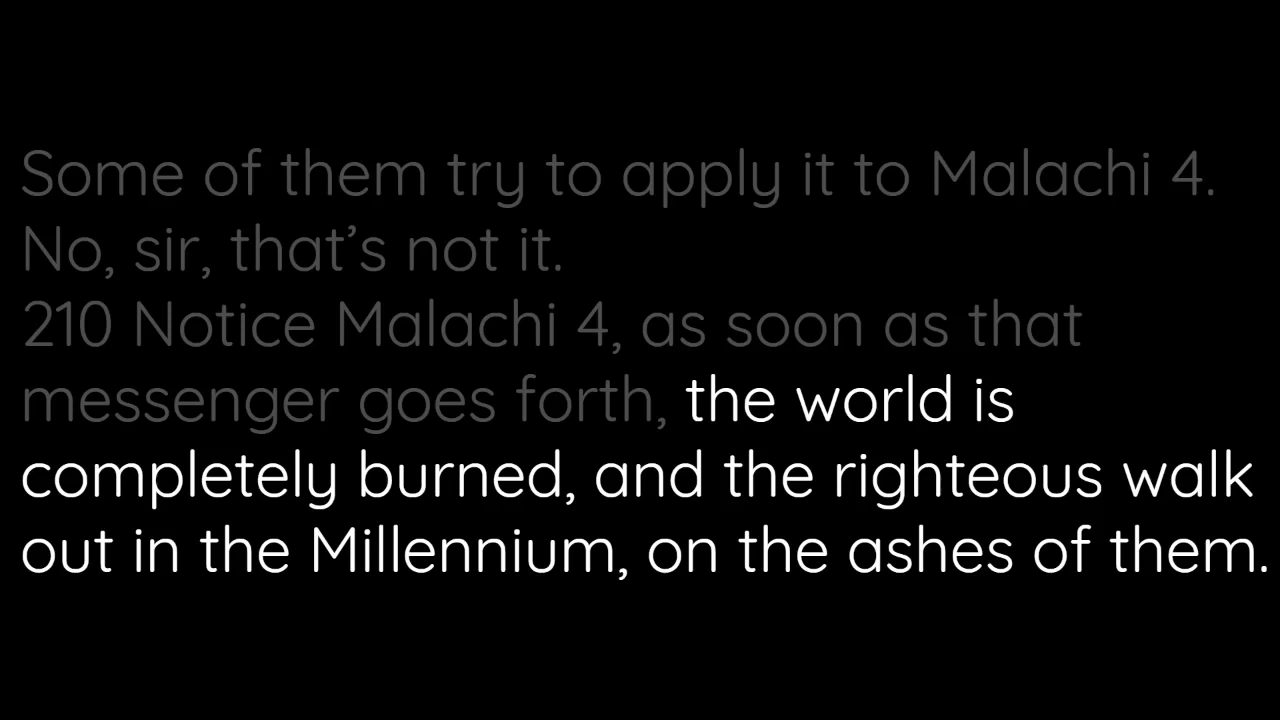 Some of them try to apply it to Malachi 4.
No, sir, that’s not it.
210 Notice Malachi 4, as soon as that
messenger goes forth, the world is
completely burned, and the righteous walk
out in the Millennium, on the ashes of them.